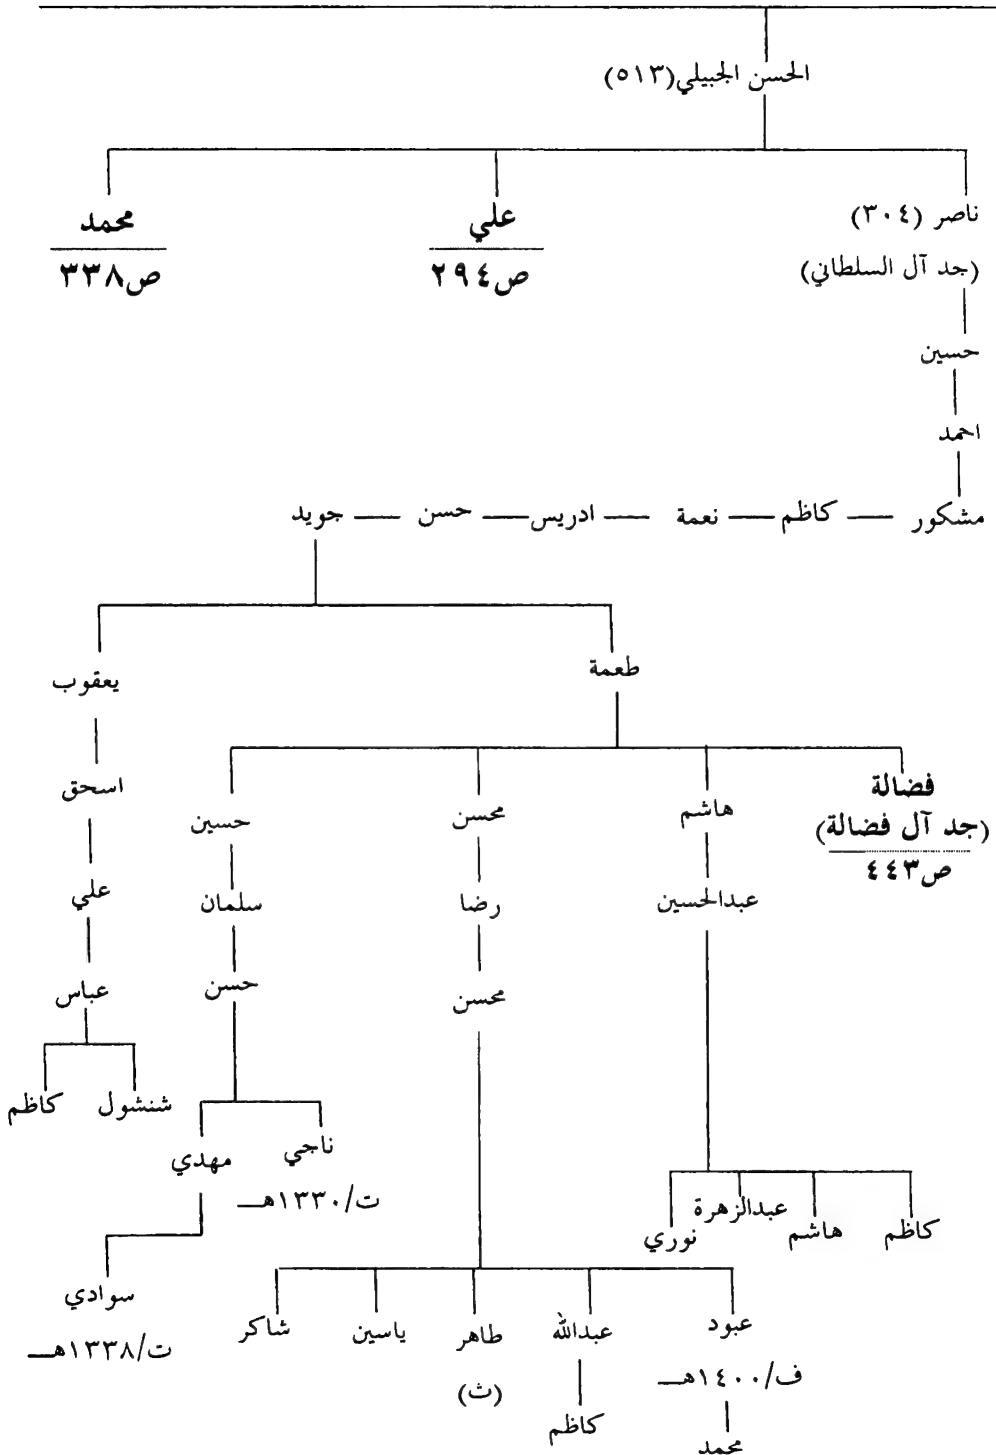 الحسن الجبيلي(٥١٣)
ناصر (٣٠٤)
(جد آل السلطاني)
علي
ص٢٩٤
محمد
ص٣٣٨
حسين
احمد
مشكور — كاظم — نعمة — ادريس — حسن — جويد
طعمة
يعقوب
فضالة
(جد آل فضالة)
ص٤٤٣
هاشم
محسن
حسين
اسحق
عبدالحسين
رضا
سلمان
علي
محسن
حسن
عباس
شنشول
كاظم
ناجي
ت/١٣٣٠هـ
مهدي
كاظم
هاشم
عبدالزهرة
نوري
سوادي
ت/١٣٣٨هـ
عبود
ف/١٤٠٠هـ
عبدالله
طاهر
(ث)
ياسين
شاكر
محمد
كاظم